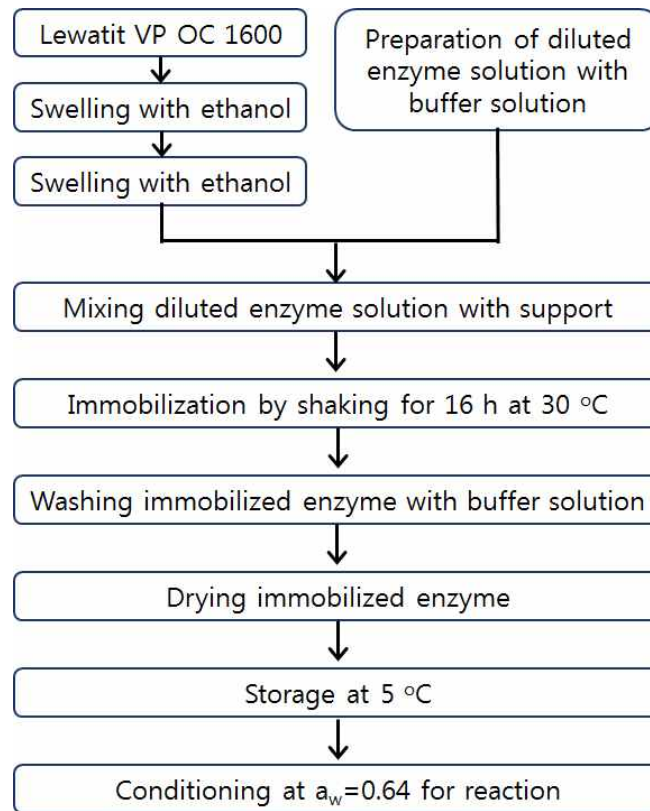 Lewatit VP OC 1600
Swelling with ethanol
Swelling with ethanol
Preparation of diluted
enzyme solution with
buffer solution
Mixing diluted enzyme solution with support
Immobilization by shaking for 16 h at 30 °C
Washing immobilized enzyme with buffer solution
Drying immobilized enzyme
Storage at 5 °C
Conditioning at aw=0.64 for reaction